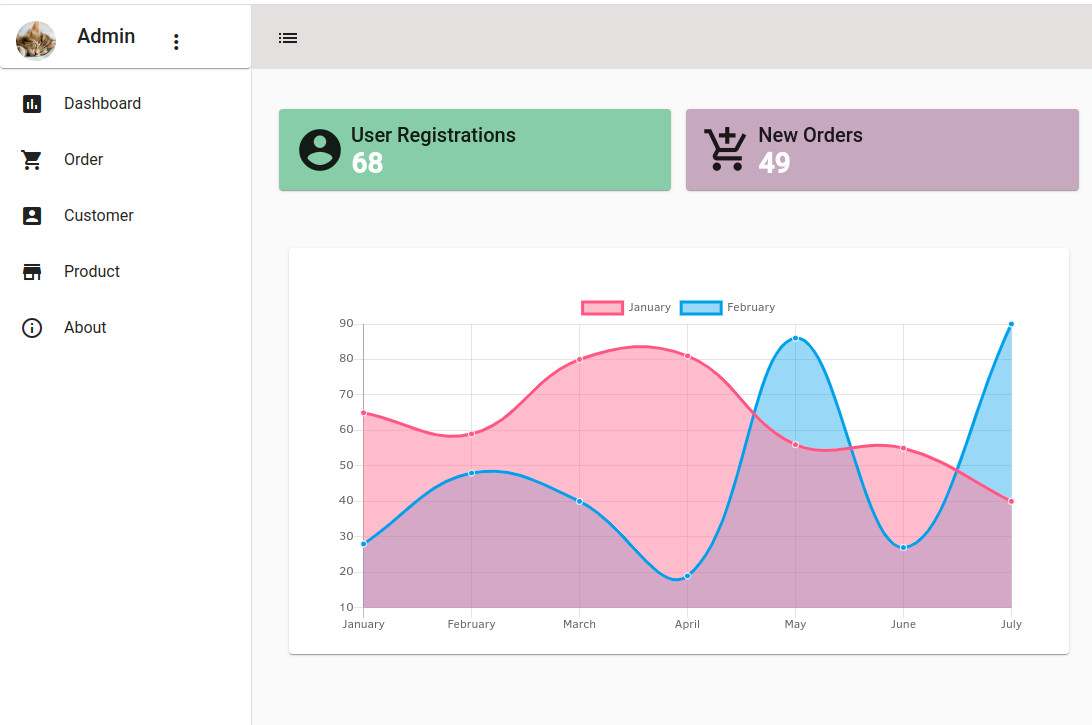 Admin
Dashboard
Order
Customer
Product
About
User Registrations
68
New Orders
49
January February
90
80
70
60
50
40
30
20
10
January February March April May June July